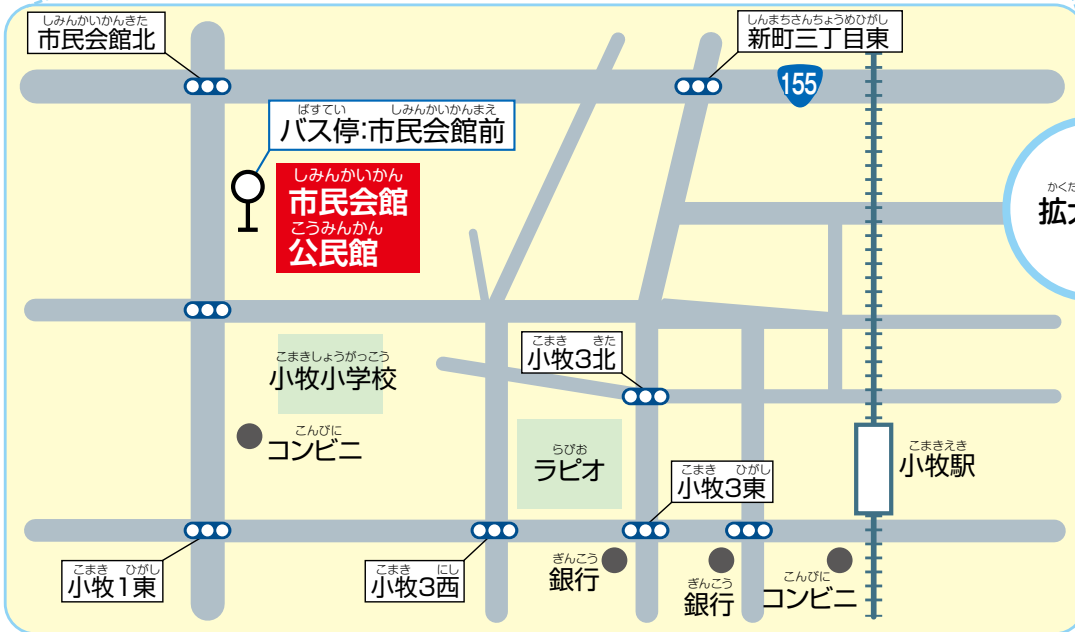 しみんかいかんきた
市民会館北
しんまちさんちょうめひがし
新町三丁目東
155
ばすてい しみんかいかんまえ
バス停:市民会館前
しみんかいかん
市民会館
こうみんかん
公民館
かくだ
拡大
こまきしょうがっこう
小牧小学校
こまき きた
小牧3北
こんびに
コンビニ
らぴお
ラピオ
こまき ひがし
小牧3東
こまきえき
小牧駅
こまき ひがし
小牧1東
こまき にし
小牧3西
ぎんこう
銀行
ぎんこう
銀行
こんびに
コンビニ